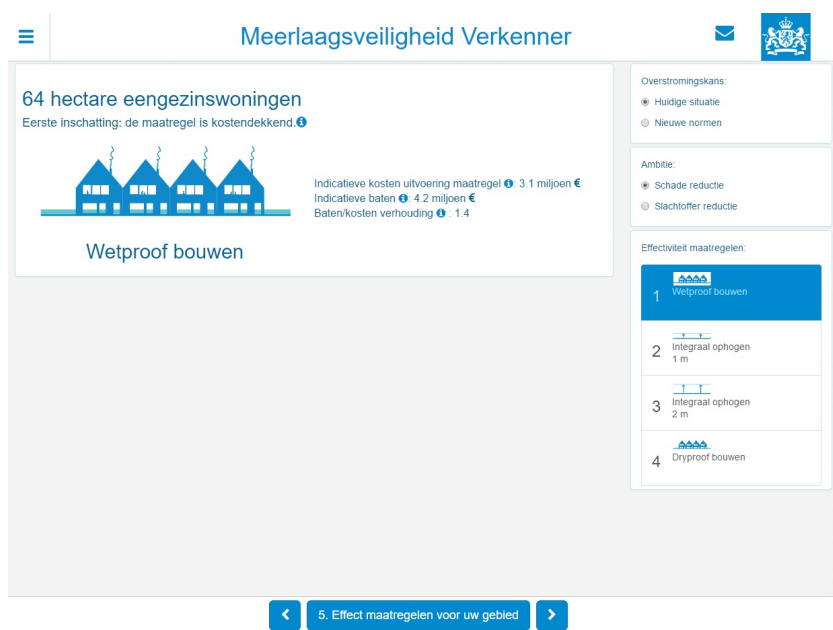 Meerlaagsveiligheid Verkenner
64 hectare eengezinswoningen
Eerste inschatting: de maatregel is kostendekkend.
Indicatieve kosten uitvoering maatregel : 3.1 miljoen €
Indicatieve baten : 4.2 miljoen €
Baten/kosten verhouding : 1.4
Wetproof bouwen
Overstromingskans:
Huidige situatie
Nieuwe normen
Ambitie:
Schade reductie
Slachtoffer reductie
Effectiviteit maatregelen:
1 Wetproof bouwen
2 Integraal ophogen
1 m
3 Integraal ophogen
2 m
4 Dryproof bouwen
5. Effect maatregelen voor uw gebied